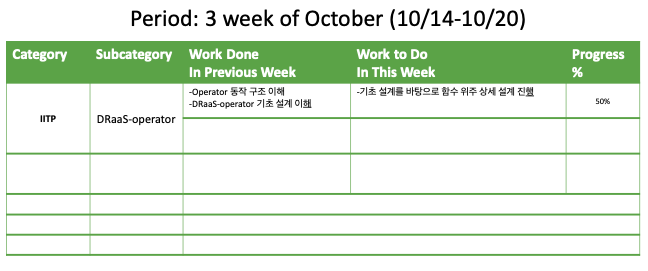 Period: 3 week of October (10/14-10/20)
Category
Subcategory
Work Done
In Previous Week
Work to Do
In This Week
Progress
%
IITP
DRaaS-operator
-Operator 동작 구조 이해
-DRaaS-operator 기초 설계 이해
-기초 설계를 바탕으로 함수 위주 상세 설계 진행
50%